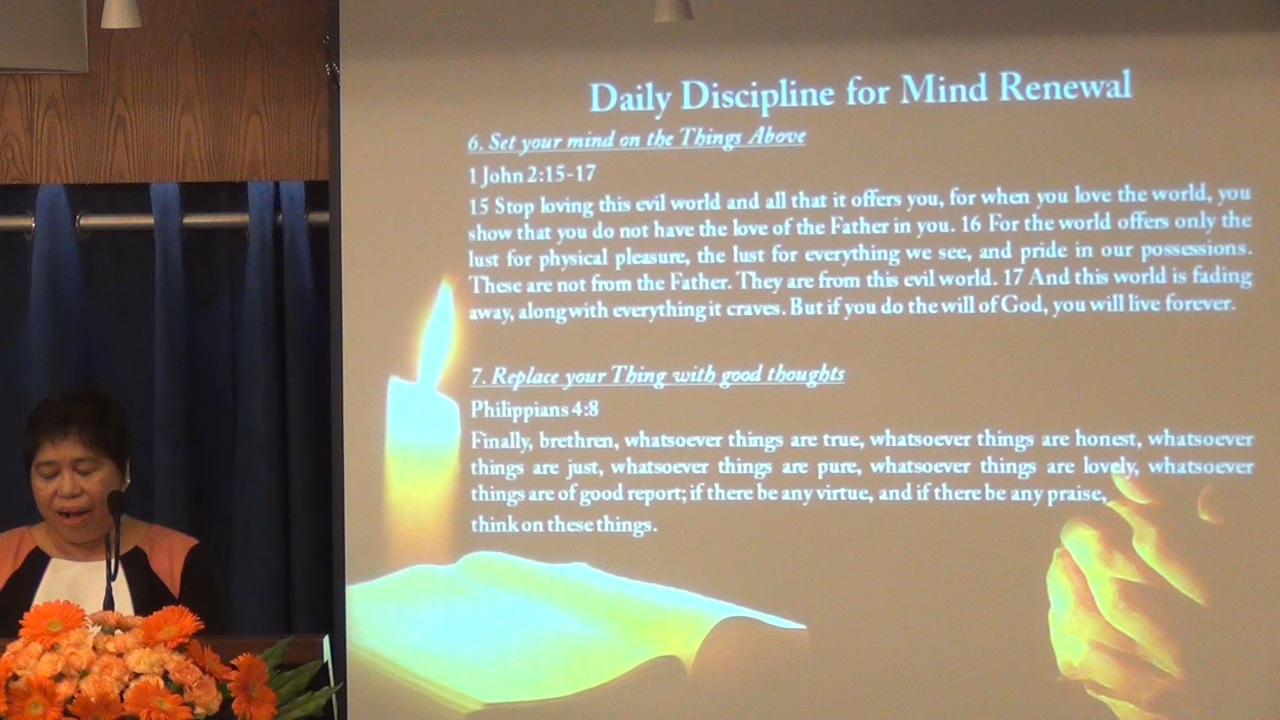 Daily Discipline for Mind Renewal
6. Set your mind on the Things Above
1 John 2:15-17
15 Stop loving this evil world and all that it offers you, for when you love the world, you
show that you do not have the love of the Father in you. 16 For the world offers only the
lust for physical pleasure, the lust for everything we see, and pride in our possessions.
These are not from the Father. They are from this evil world. 17 And this world is fading
away, along with everything it craves. But if you do the will of God, you will live forever.
7. Replace your Thing with good thoughts
Philippians 4:8
Finally, brethren, whatsoever things are true, whatsoever things are honest, whatsoever
things are just, whatsoever things are pure, whatsoever things are lovely, whatsoever
things are of good report; if there be any virtue, and if there be any praise,
think on these things.